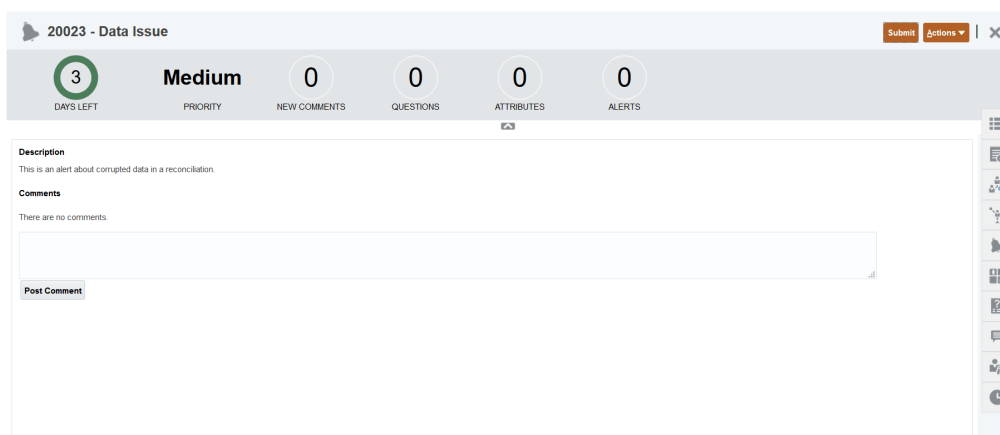 20023 - Data Issue
Submit
Actions
3
Medium
0
0
0
0
DAYS LEFT
PRIORITY
NEW COMMENTS
QUESTIONS
ATTRIBUTES
ALERTS
Description
This is an alert about corrupted data in a reconciliation.
Comments
There are no comments.
Post Comment